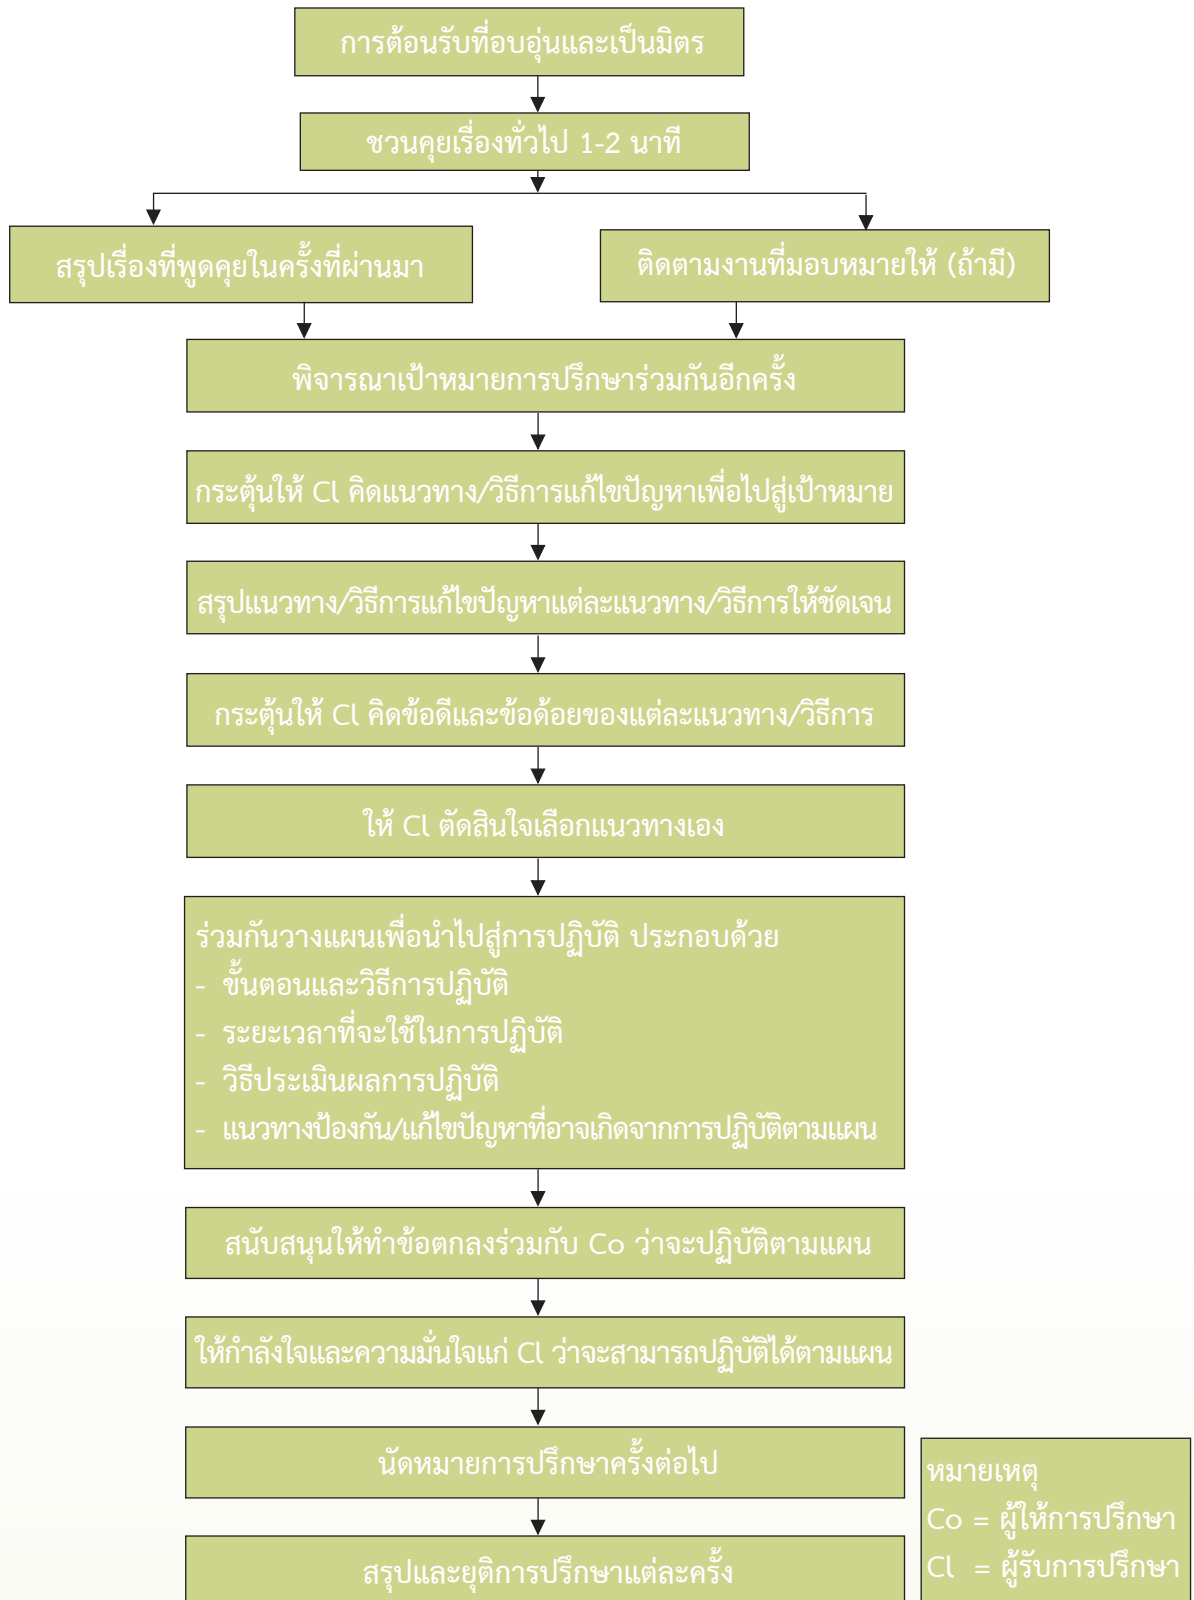 การต้อนรับที่อบอุ่นและเป็นมิตร
ชวนคุยเรื่องทั่วไป 1-2 นาที
สรุปเรื่องที่พูดคุยในครั้งที่ผ่านมา
ติดตามงานที่มอบหมายให้ (ถ้ามี)
พิจารณาเป้าหมายการปรึกษาร่วมกันอีกครั้ง
กระตุ้นให้ Cl คิดแนวทาง/วิธีการแก้ไขปัญหาเพื่อไปสู่เป้าหมาย
สรุปแนวทาง/วิธีการแก้ไขปัญหาแต่ละแนวทาง/วิธีการให้ชัดเจน
กระตุ้นให้ Cl คิดข้อดีและข้อด้อยของแต่ละแนวทาง/วิธีการ
ให้ Cl ตัดสินใจเลือกแนวทางเอง
ร่วมกันวางแผนเพื่อนำไปสู่การปฏิบัติ ประกอบด้วย
- ขั้นตอนและวิธีการปฏิบัติ
- ระยะเวลาที่จะใช้ในการปฏิบัติ
- วิธีประเมินผลการปฏิบัติ
- แนวทางป้องกัน/แก้ไขปัญหาที่อาจเกิดจากการปฏิบัติตามแผน
สนับสนุนให้ทำข้อตกลงร่วมกับ Co ว่าจะปฏิบัติตามแผน
ให้กำลังใจและความมั่นใจแก่ Cl ว่าจะสามารถปฏิบัติได้ตามแผน
นัดหมายการปรึกษาครั้งต่อไป
สรุปและยุติการปรึกษาแต่ละครั้ง
หมายเหตุ
Co = ผู้ให้การปรึกษา
Cl = ผู้รับการปรึกษา